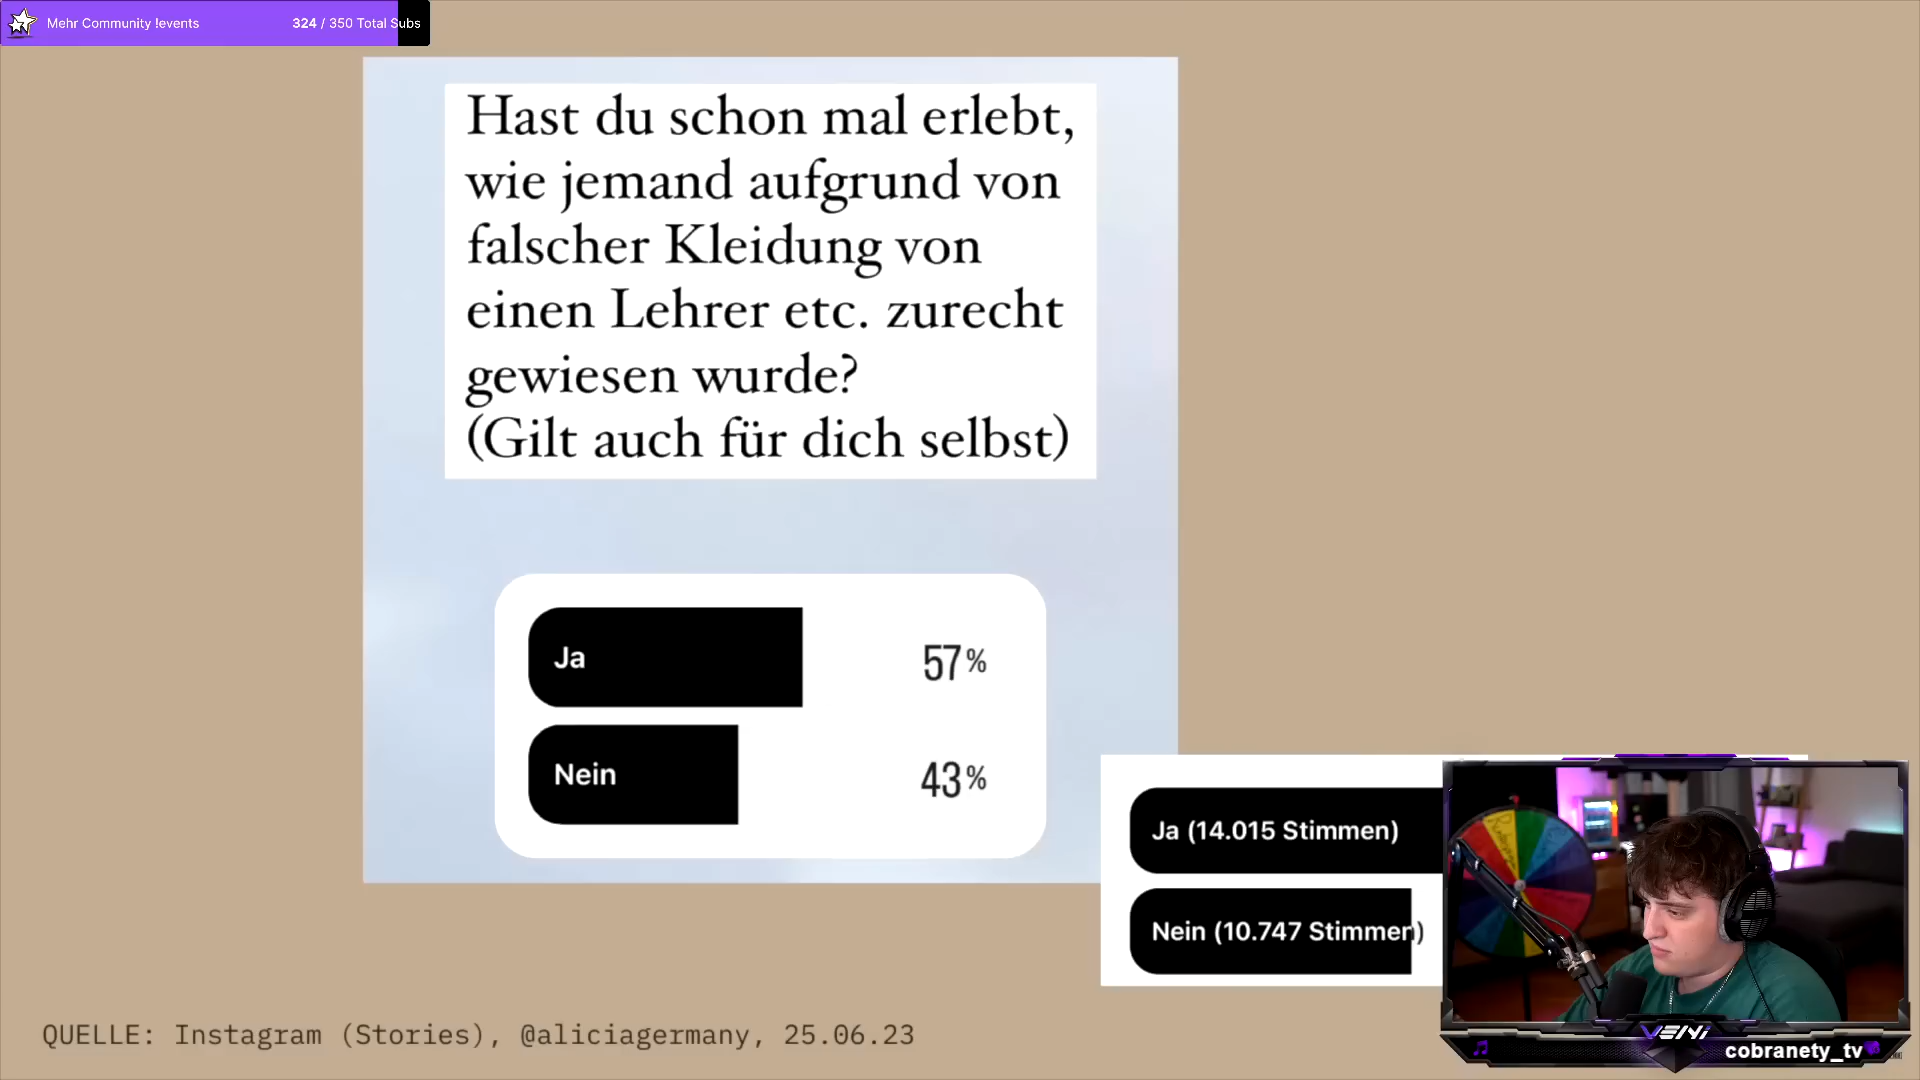 Mehr Community !events
324 / 350 Total Subs
Hast du schon mal erlebt,
wie jemand aufgrund von
falscher Kleidung von
einen Lehrer etc. zurecht
gewiesen wurde?
(Gilt auch für dich selbst)
Ja 57%
Nein 43%
Ja (14.015 Stimmen)
Nein (10.747 Stimmen)
QUELLE: Instagram (Stories), @aliciagermany, 25.06.23
cobranety_tv